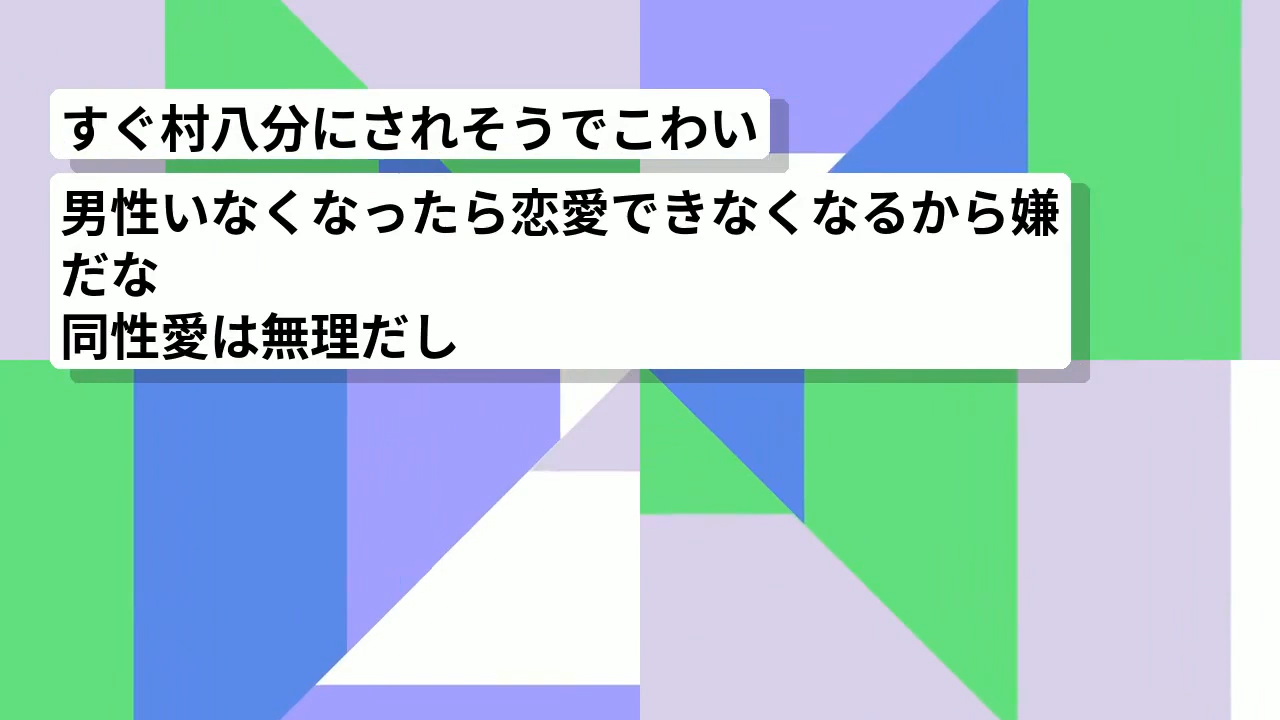 すぐ村八分にされそうでこわい
男性いなくなったら恋愛できなくなるから嫌
だな
同性愛は無理だし